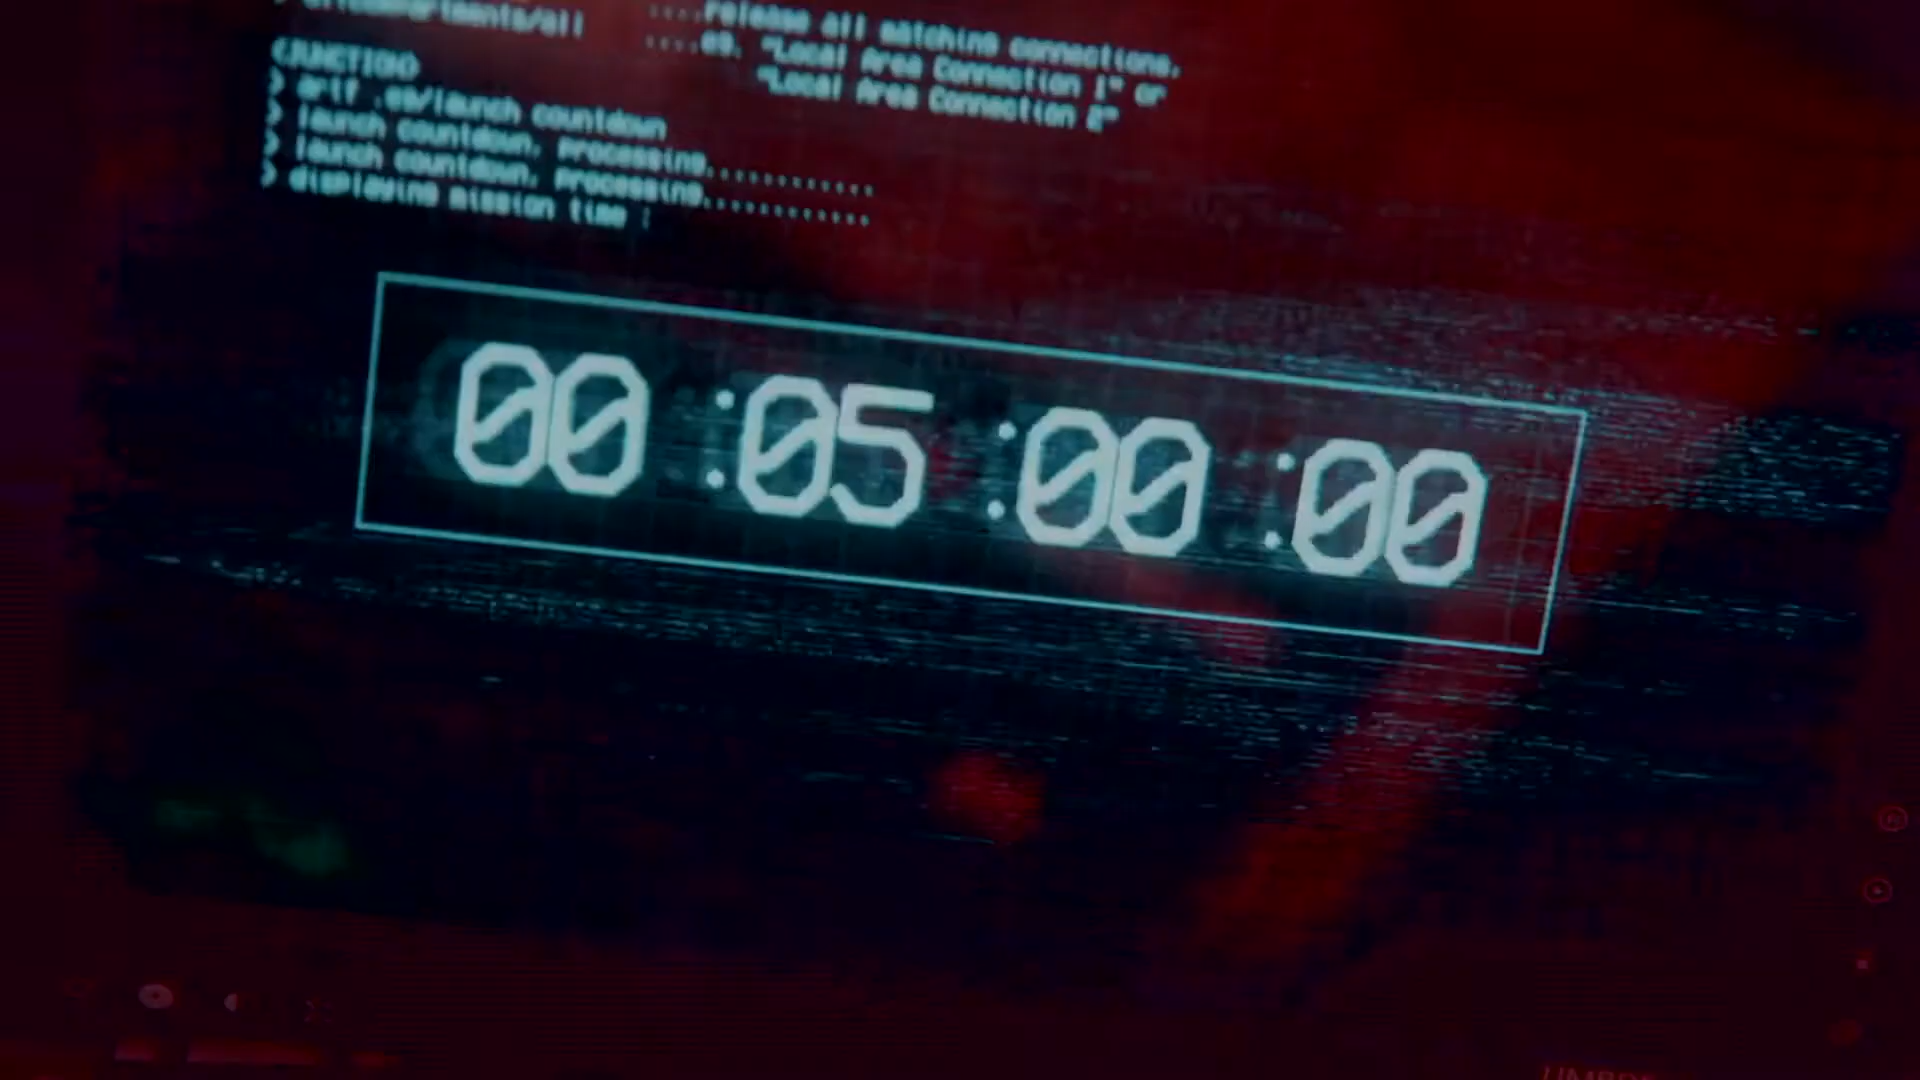 ....release all matching connections,
....eg. "Local Area Connection 1" or
"Local Area Connection 2"
(JUNCTION)
> launch countdown
> launch countdown, processing............
> launch countdown, processing............
> displaying mission time :
00 :05 :00 :00